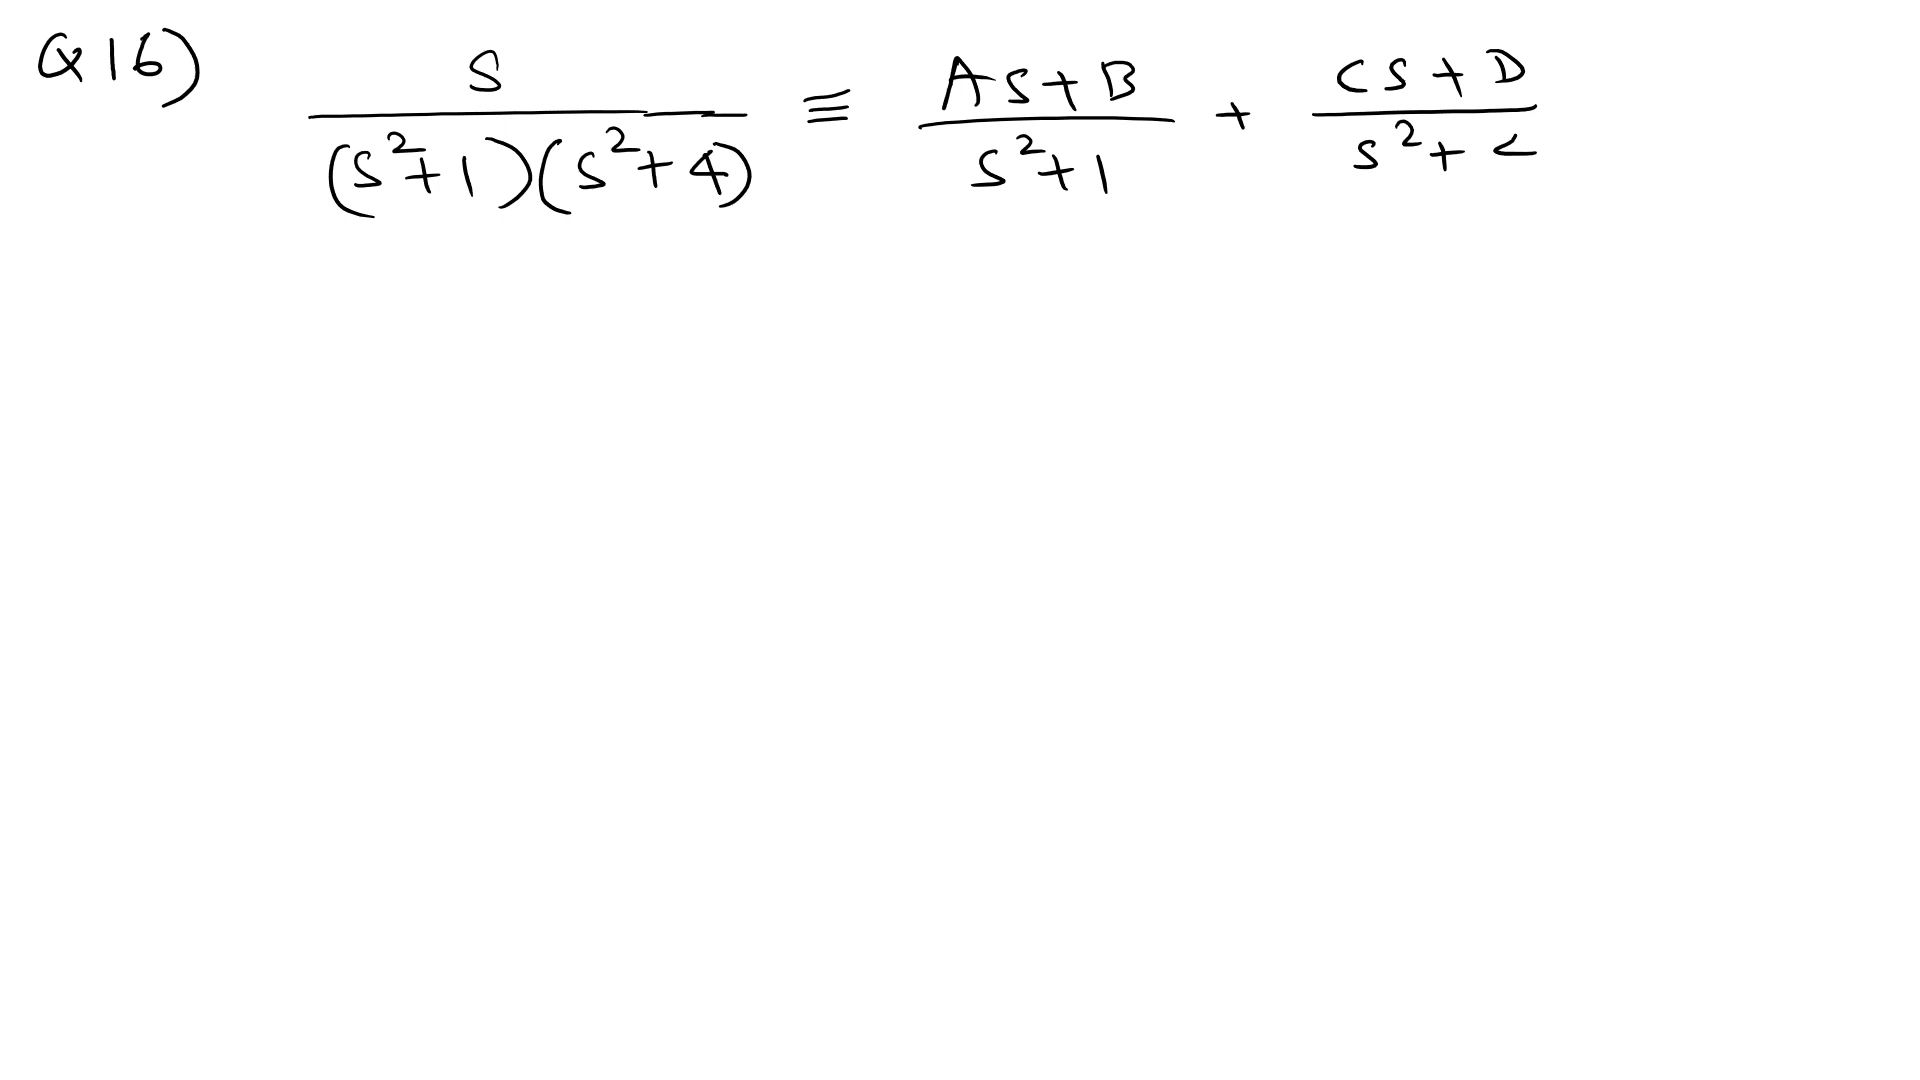 Q16) S/((S²+1)(S²+4)) ≡ (AS+B)/(S²+1) + (CS+D)/(S²+